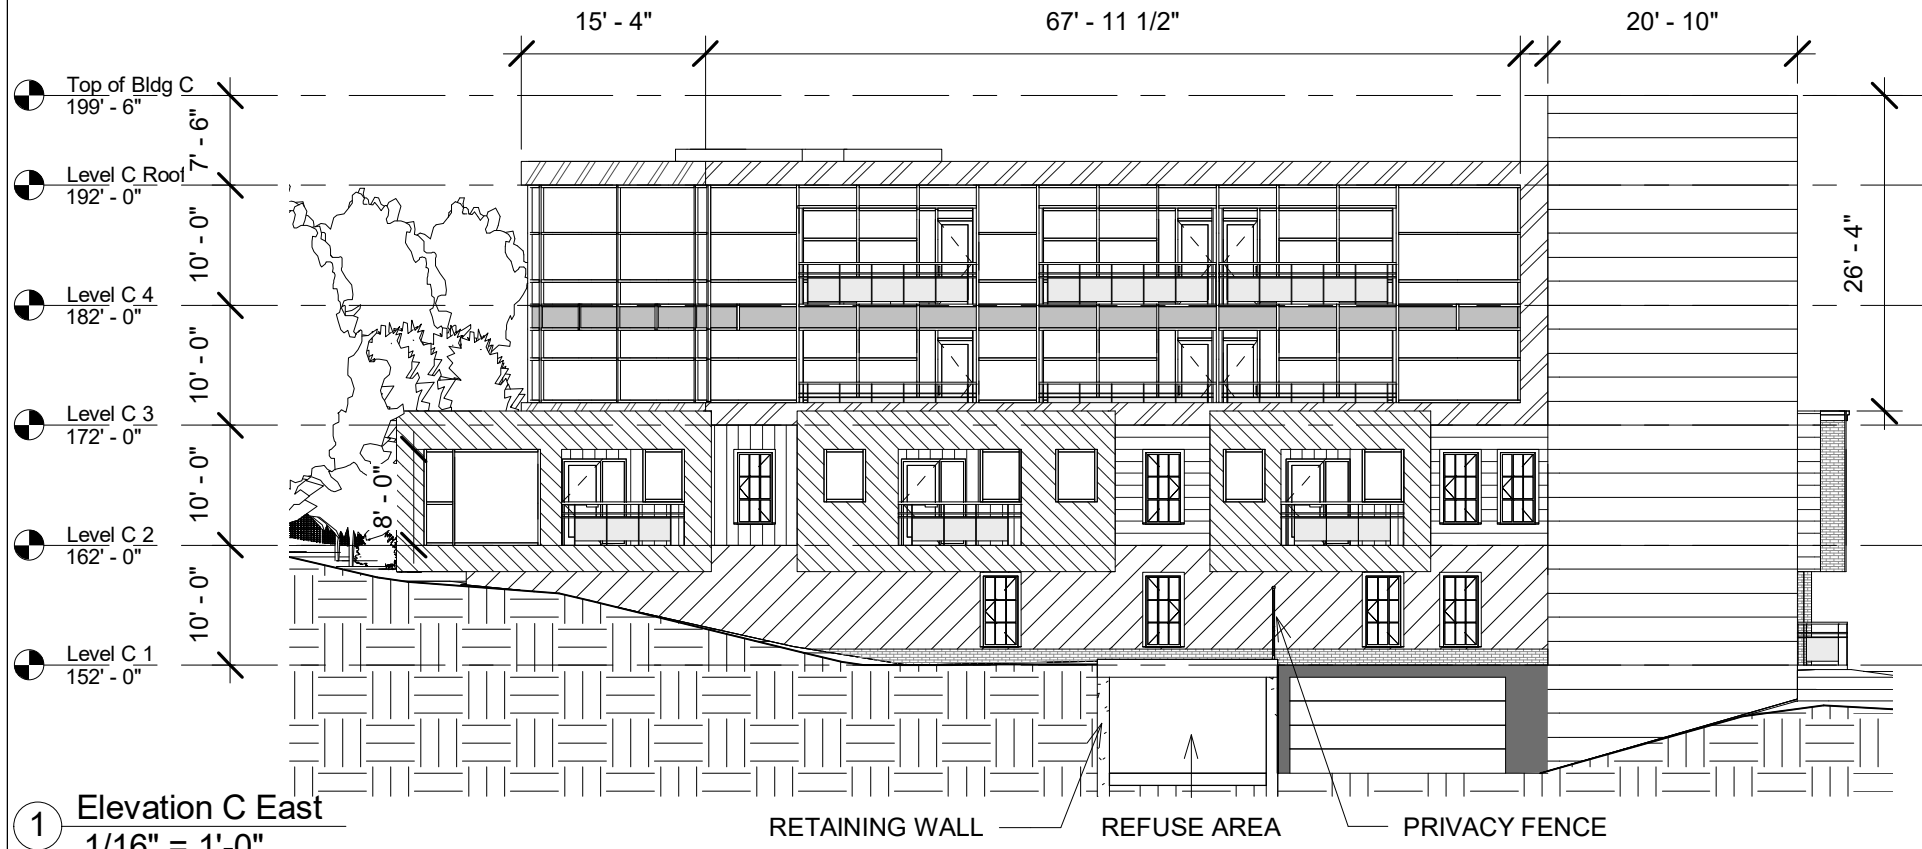 15' - 4"
67' - 11 1/2"
20' - 10"
Top of Bldg C
199' - 6"
7' - 6"
Level C Roof
192' - 0"
10' - 0"
26' - 4"
Level C 4
182' - 0"
10' - 0"
Level C 3
172' - 0"
10' - 0"
8' - 0"
Level C 2
162' - 0"
10' - 0"
Level C 1
152' - 0"
1
Elevation C East
1/16" = 1'-0"
RETAINING WALL
REFUSE AREA
PRIVACY FENCE